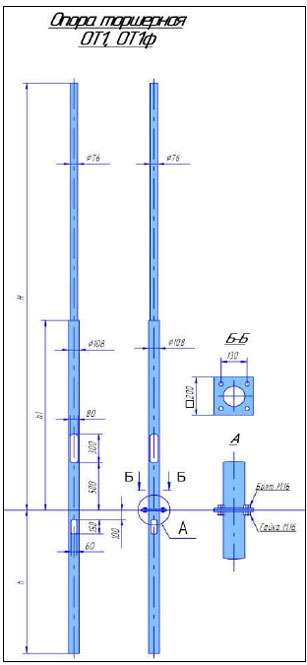 Опора торшерная
ОТ1, ОТ1ф
ø76
ø76
H
ø108
ø108
Б-Б
130
□200
h1
80
300
500
Б
Б
А
А
Болт М16
Гайка М16
100
150
60
h